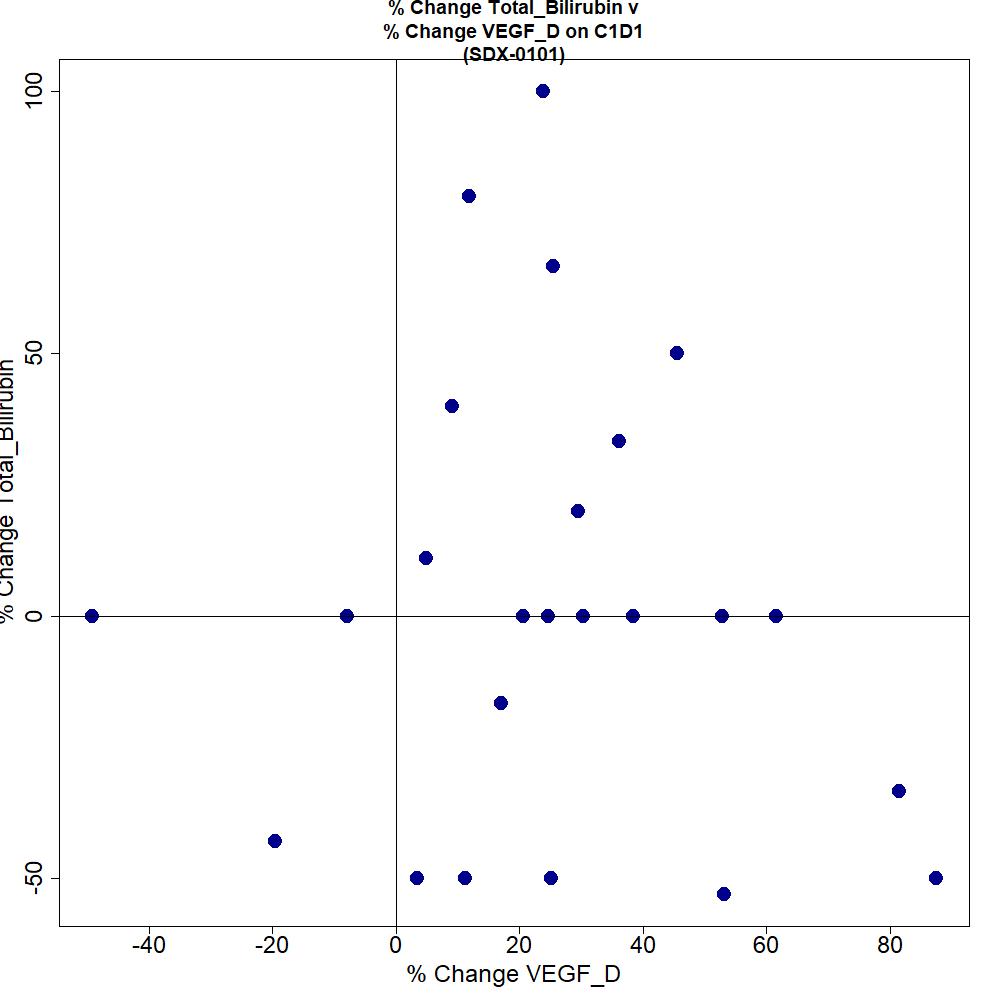 % Change Total_Bilirubin v
% Change VEGF_D on C1D1
(SDX-0101)
% Change Total_Bilirubin
100
50
0
-50
-40
-20
0
20
40
60
80
% Change VEGF_D